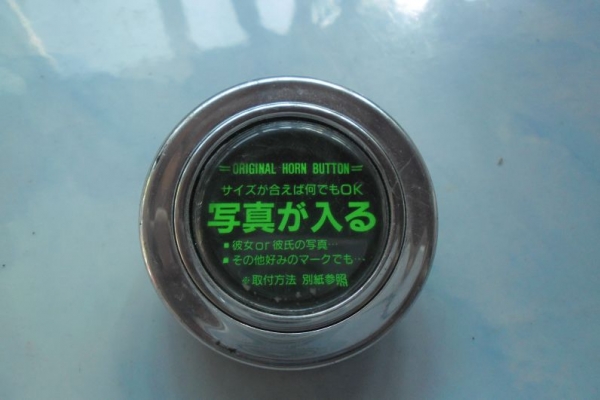 =ORIGINAL HORN BUTTON=
サイズが合えば何でもOK
写真が入る
■彼女or彼氏の写真…
■その他好みのマークでも…
※取付方法 別紙参照